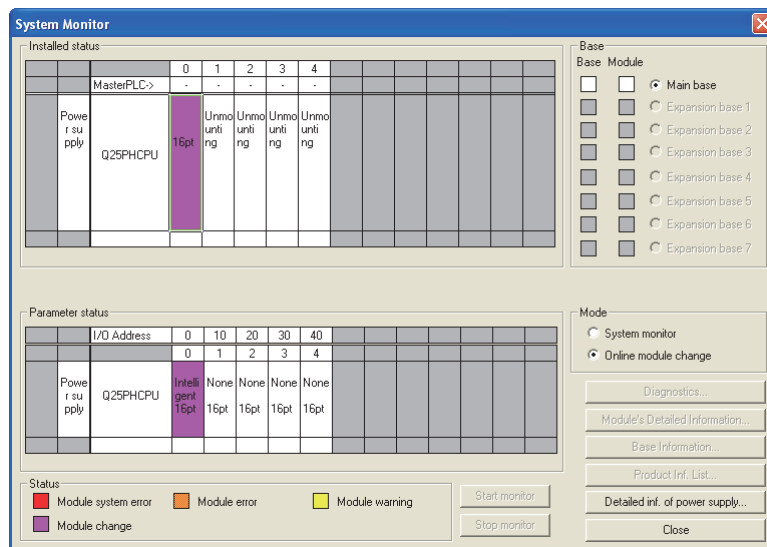 System Monitor
Installed status
0 1 2 3 4
MasterPLC-> - - - - -
Powe
r su
pply
Q25PHCPU
16pt
Unmo
unti
ng
Unmo
unti
ng
Unmo
unti
ng
Unmo
unti
ng
Base
Base Module
Main base
Expansion base 1
Expansion base 2
Expansion base 3
Expansion base 4
Expansion base 5
Expansion base 6
Expansion base 7
Parameter status
I/O Address 0 10 20 30 40
0 1 2 3 4
Powe
r su
pply
Q25PHCPU
Intelli
gent
16pt
None
16pt
None
16pt
None
16pt
None
16pt
Mode
System monitor
Online module change
Diagnostics...
Module's Detailed Information...
Base Information...
Product Inf. List...
Detailed inf. of power supply...
Close
Status
Module system error
Module error
Module warning
Module change
Start monitor
Stop monitor